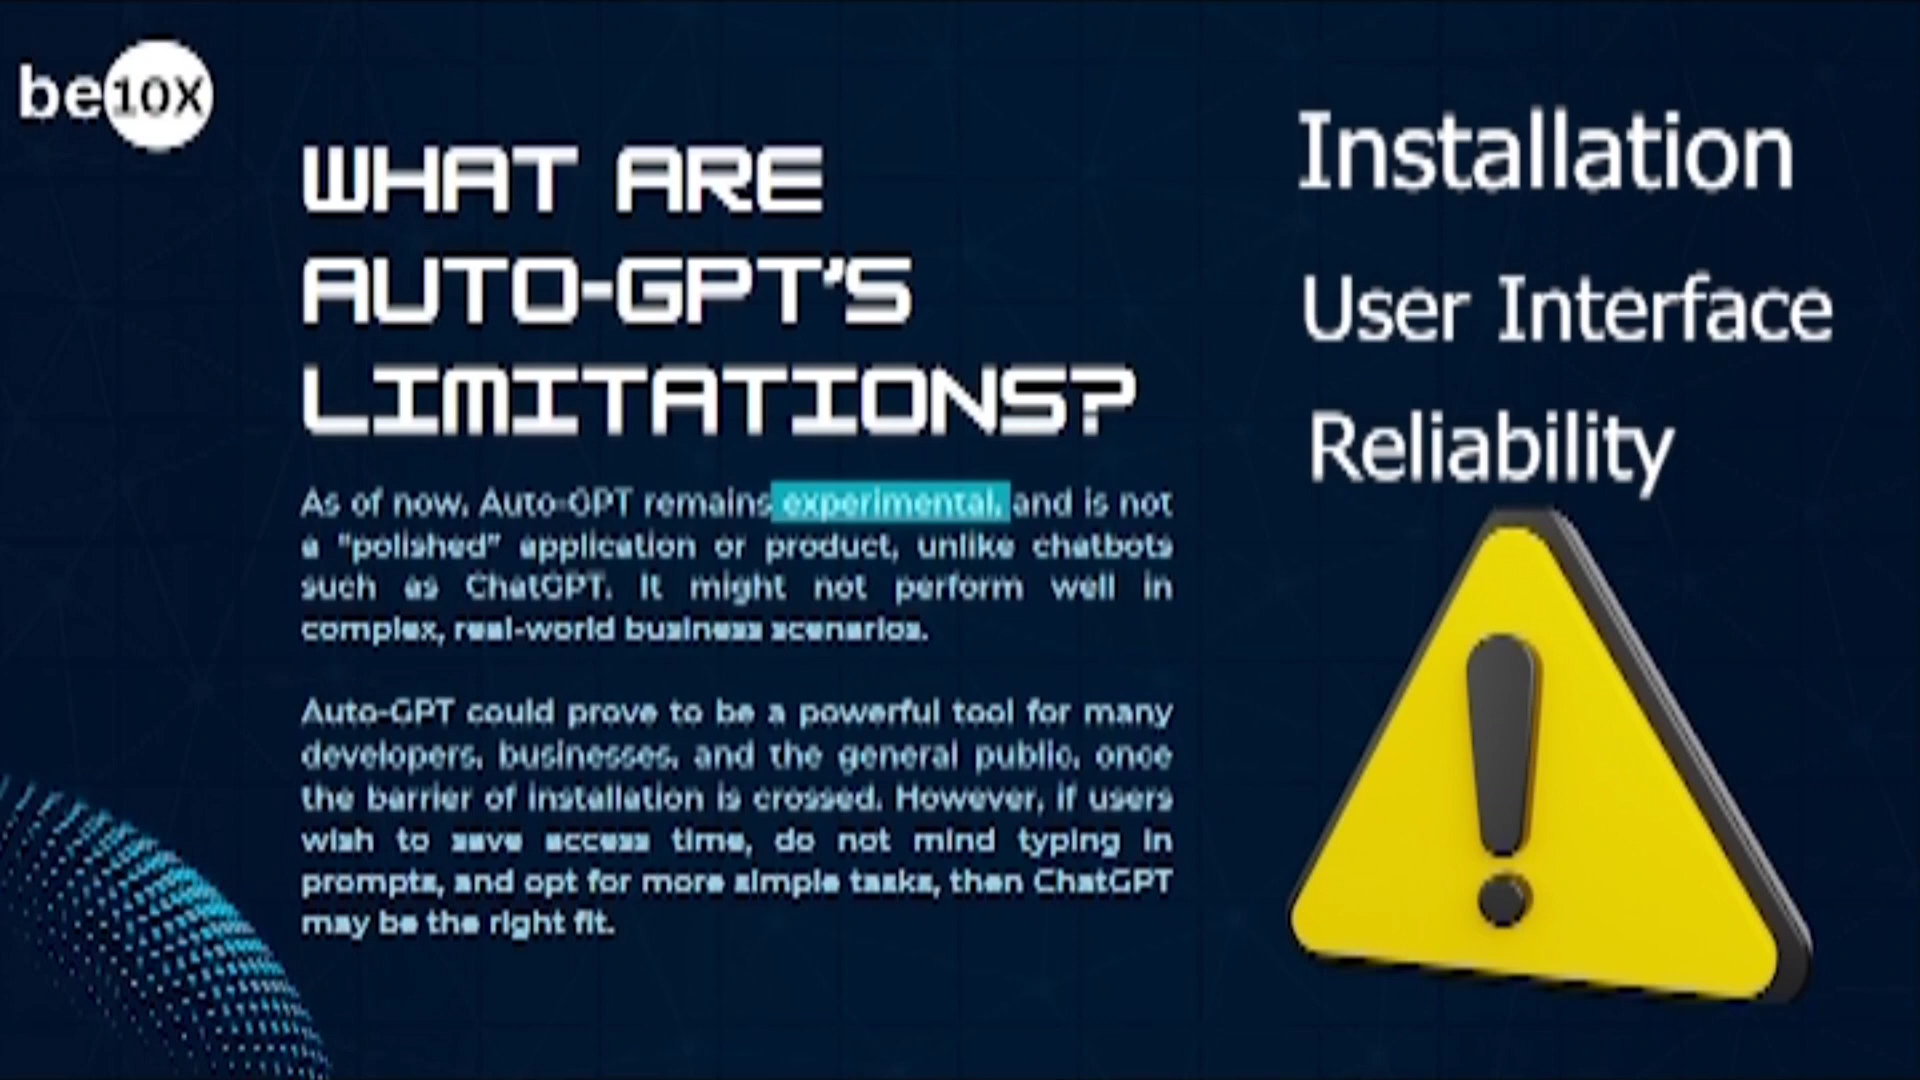 be10X
WHAT ARE
AUTO-GPT'S
LIMITATIONS?
As of now, Auto-GPT remains experimental, and is not
a "polished" application or product, unlike chatbots
such as ChatGPT. It might not perform well in
complex, real-world business scenarios.
Auto-GPT could prove to be a powerful tool for many
developers, businesses, and the general public, once
the barrier of installation is crossed. However, if users
wish to save access time, do not mind typing in
prompts, and opt for more simple tasks, then ChatGPT
may be the right fit.
Installation
User Interface
Reliability